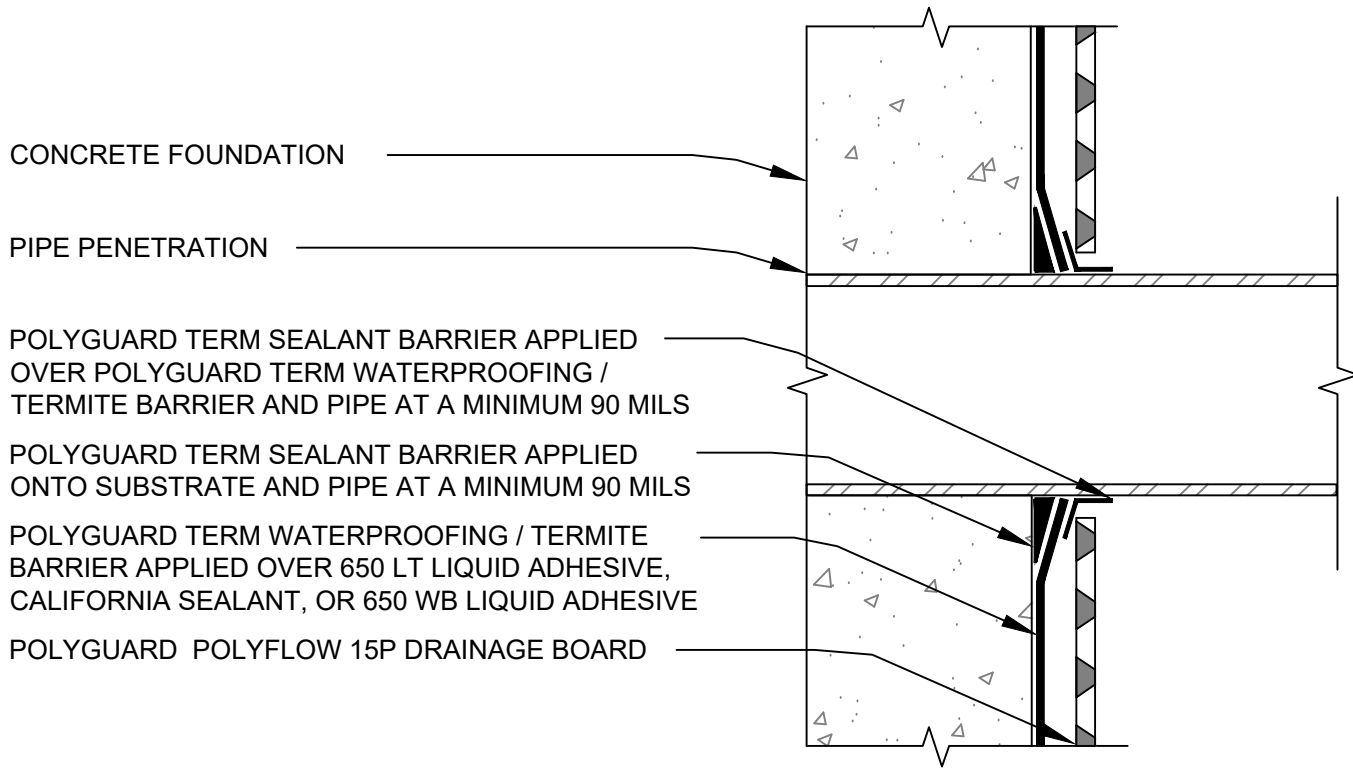 CONCRETE FOUNDATION
PIPE PENETRATION
POLYGUARD TERM SEALANT BARRIER APPLIED
OVER POLYGUARD TERM WATERPROOFING /
TERMITE BARRIER AND PIPE AT A MINIMUM 90 MILS
POLYGUARD TERM SEALANT BARRIER APPLIED
ONTO SUBSTRATE AND PIPE AT A MINIMUM 90 MILS
POLYGUARD TERM WATERPROOFING / TERMITE
BARRIER APPLIED OVER 650 LT LIQUID ADHESIVE,
CALIFORNIA SEALANT, OR 650 WB LIQUID ADHESIVE
POLYGUARD  POLYFLOW 15P DRAINAGE BOARD